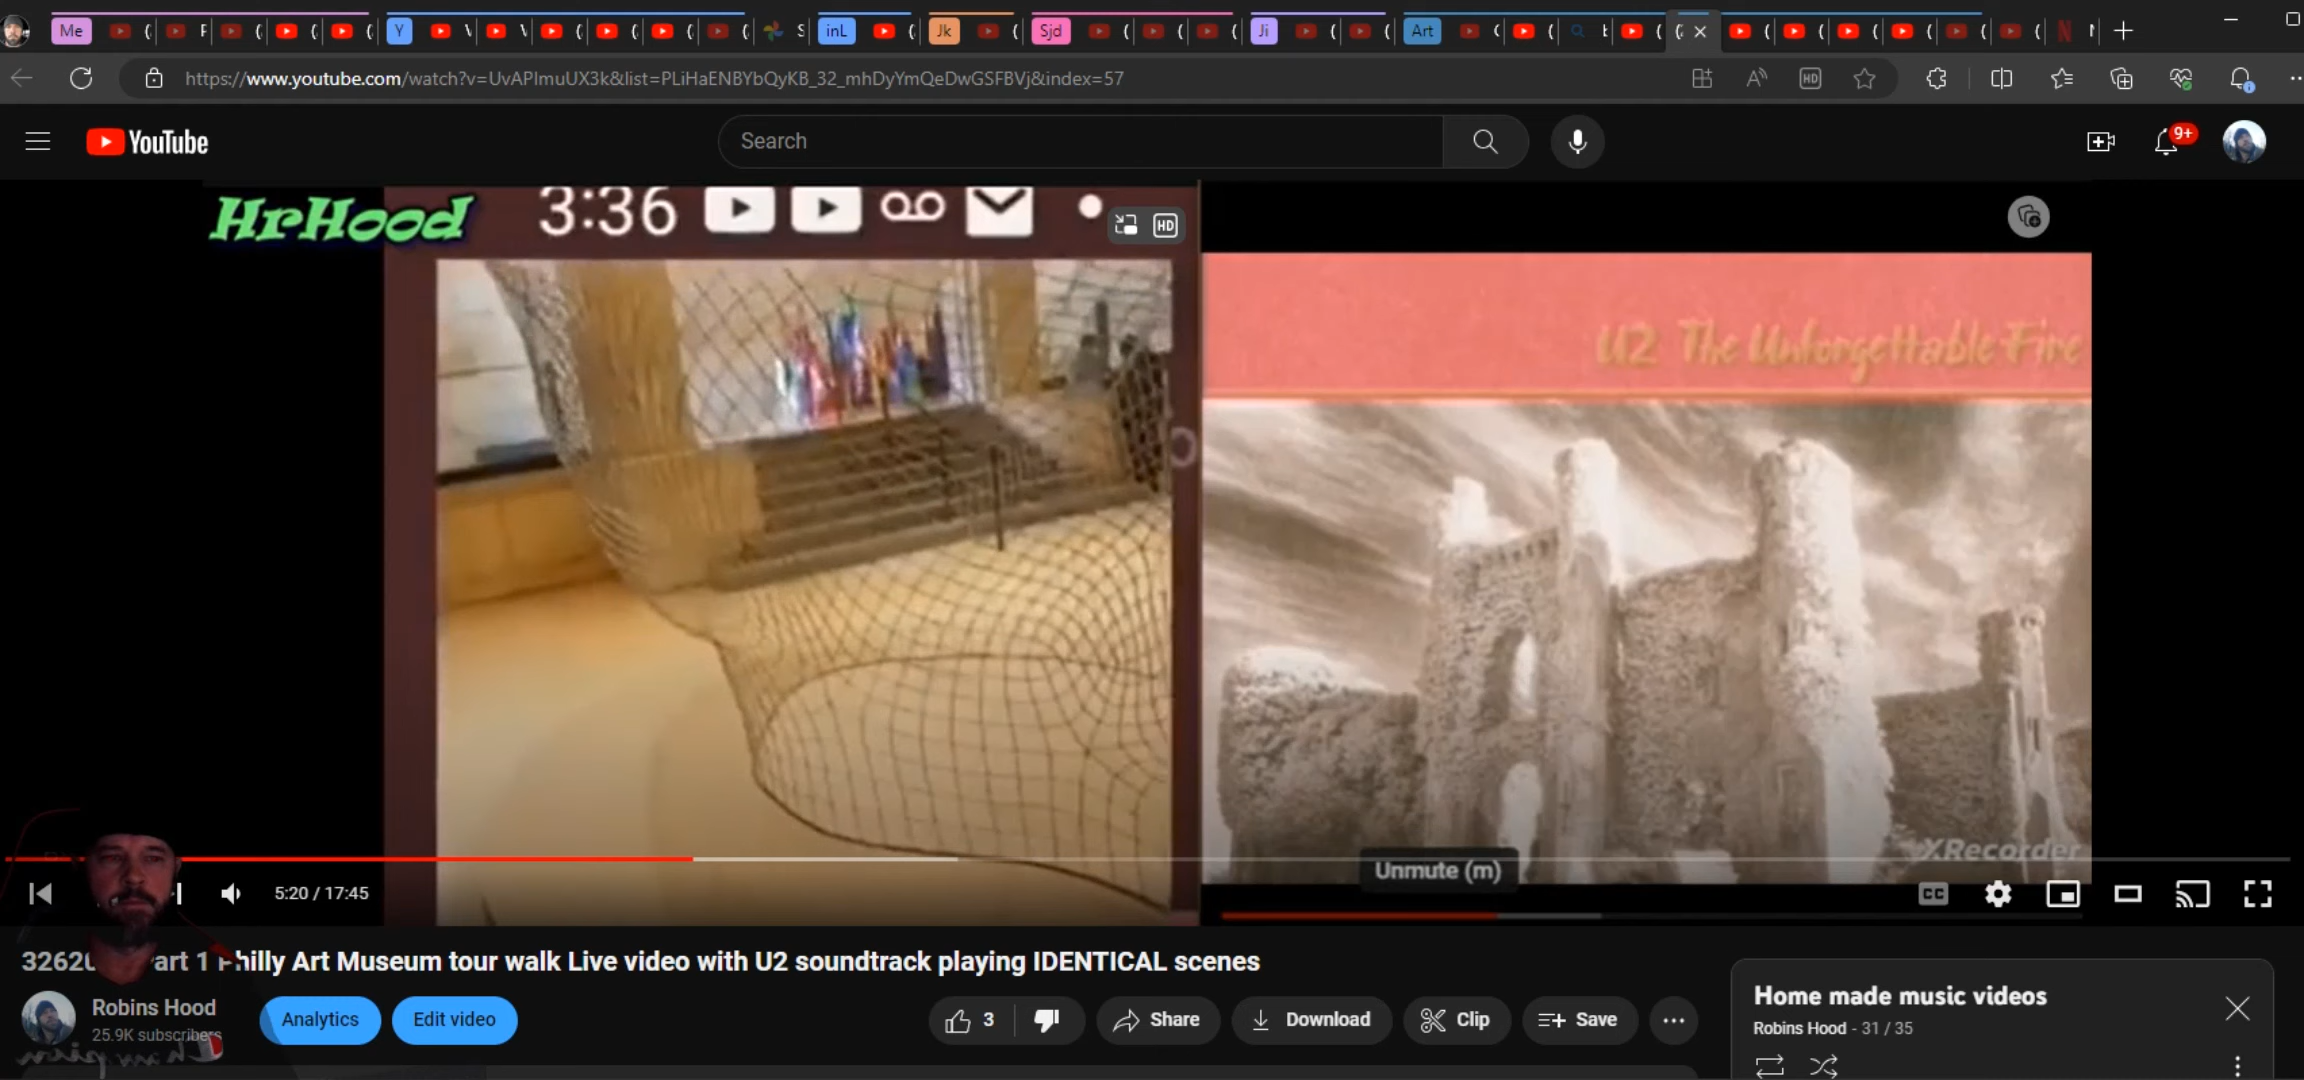 Me
Y
inL
Jk
Sjd
Ji
Art
https://www.youtube.com/watch?v=UvAPlmuUX3k&list=PLiHaENBYbQyKB_32_mhDyYmQeDwGSFBVj&index=57
YouTube
Search
9+
HrHood
3:36
HD
U2 The Unforgettable Fire
XRecorder
Unmute (m)
5:20 / 17:45
CC
art 1 Philly Art Museum tour walk Live video with U2 soundtrack playing IDENTICAL scenes
Robins Hood
25.9K subscribers
Analytics
Edit video
3
Share
Download
Clip
Save
Home made music videos
Robins Hood - 31 / 35